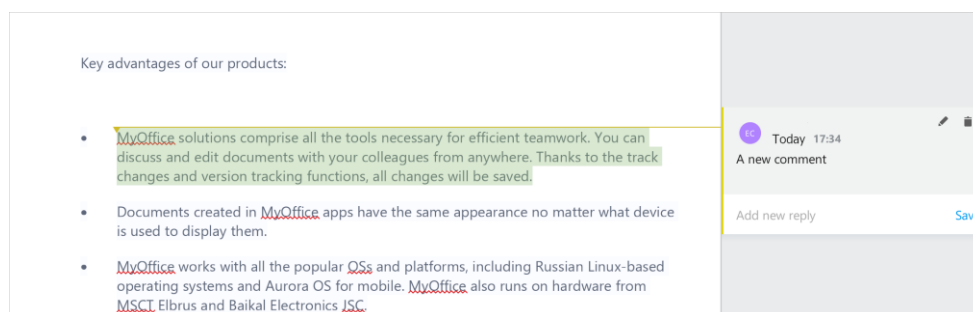 Key advantages of our products:
• MyOffice solutions comprise all the tools necessary for efficient teamwork. You can
discuss and edit documents with your colleagues from anywhere. Thanks to the track
changes and version tracking functions, all changes will be saved.
• Documents created in MyOffice apps have the same appearance no matter what device
is used to display them.
• MyOffice works with all the popular OSs and platforms, including Russian Linux-based
operating systems and Aurora OS for mobile. MyOffice also runs on hardware from
MSCT Elbrus and Baikal Electronics JSC.
EC Today 17:34
A new comment
Add new reply
Sav